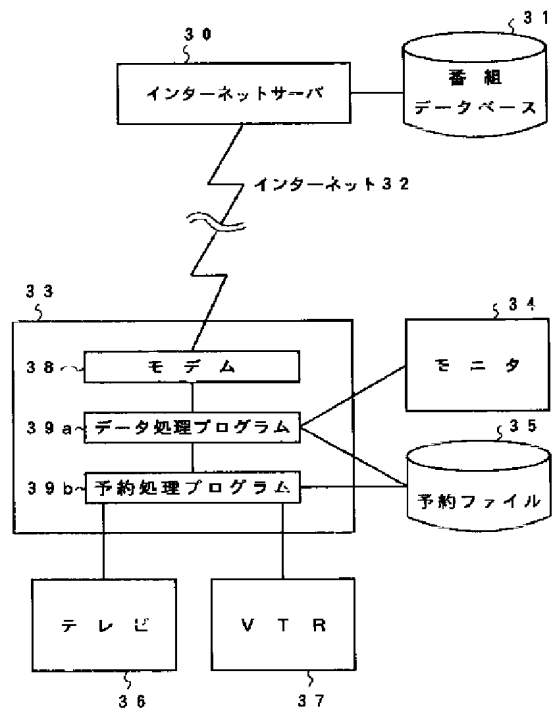 30
31
インターネットサーバ
番組
データベース
インターネット32
33
34
38
モデム
モニタ
39a
データ処理プログラム
35
39b
予約処理プログラム
予約ファイル
テレビ
VTR
36
37